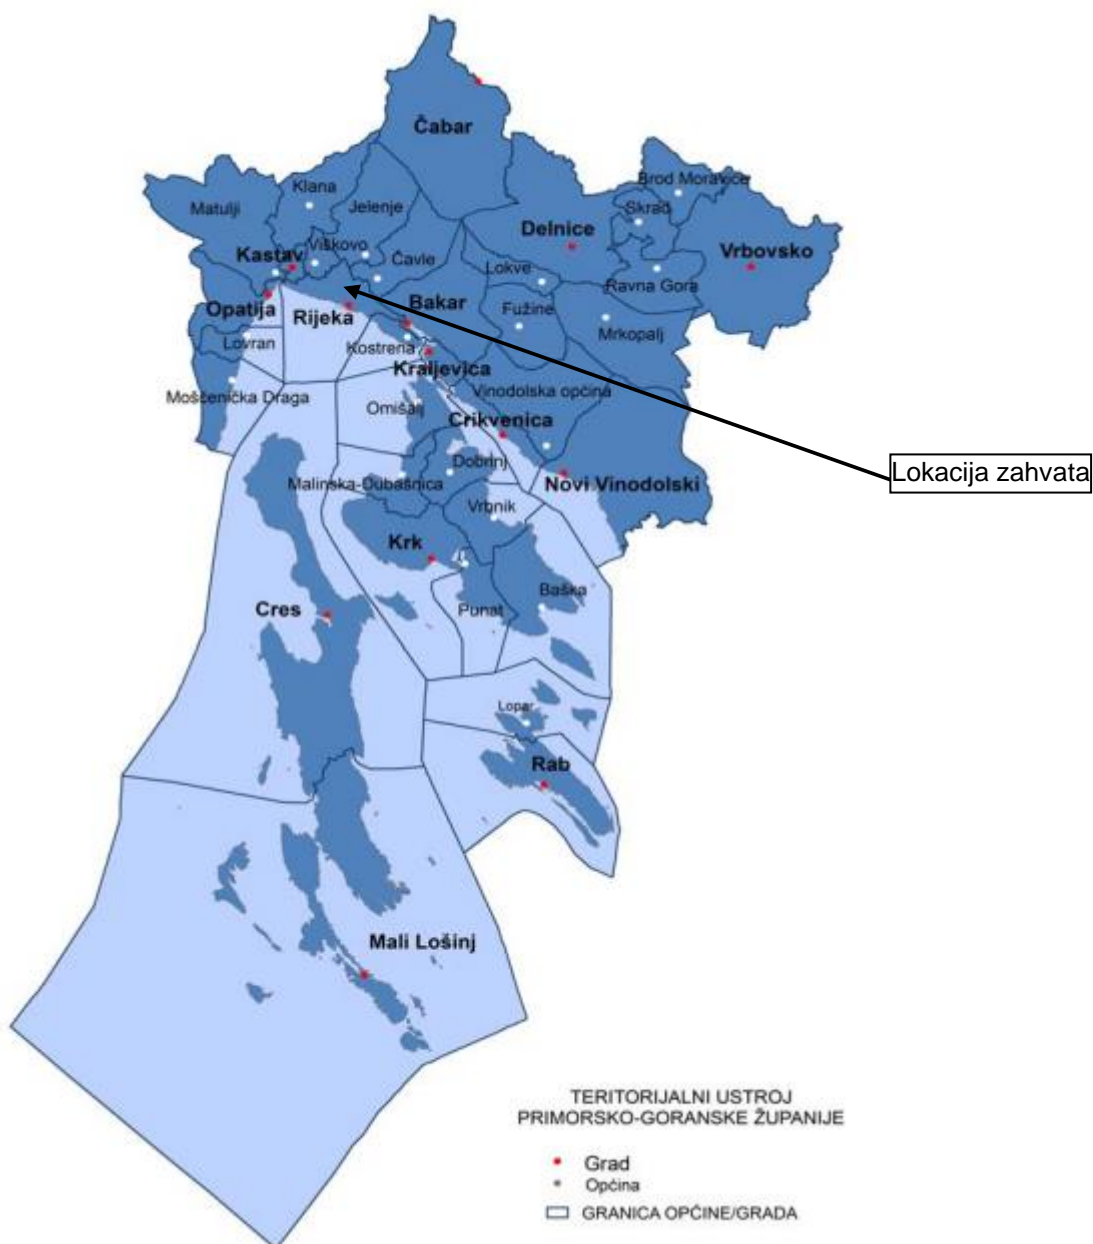 Čabar
Brod Moravice
Klana
Skrad
Matulji
Jelenje
Delnice
Viškovo
Kastav
Vrbovsko
Čavle
Lokve
Ravna Gora
Opatija
Bakar
Fužine
Rijeka
Mrkopalj
Lovran
Kostrena
Kraljevica
Mošćenička Draga
Vinodolska općina
Omišalj
Crikvenica
Dobrinj
Lokacija zahvata
Malinska-Dubašnica
Novi Vinodolski
Vrbnik
Krk
Baška
Cres
Punat
Lopar
Rab
Mali Lošinj
TERITORIJALNI USTROJ
PRIMORSKO-GORANSKE ŽUPANIJE
Grad
Općina
GRANICA OPĆINE/GRADA